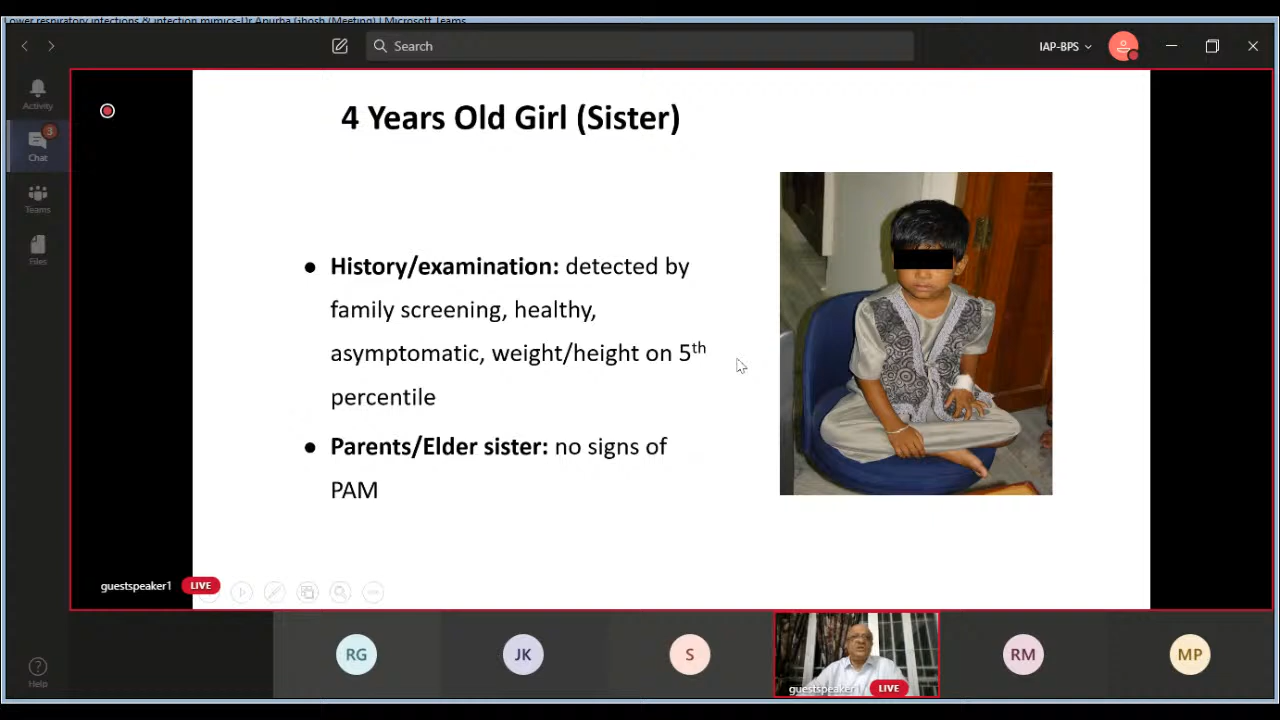 Lower respiratory infections & infection mimics-Dr Apurba Ghosh (Meeting) | Microsoft Teams
Search
IAP-BPS
Activity
3
Chat
Teams
Files
Help
4 Years Old Girl (Sister)
● History/examination: detected by
family screening, healthy,
asymptomatic, weight/height on 5th
percentile
● Parents/Elder sister: no signs of
PAM
guestspeaker1 LIVE
RG
JK
S
guestspeaker1 LIVE
RM
MP